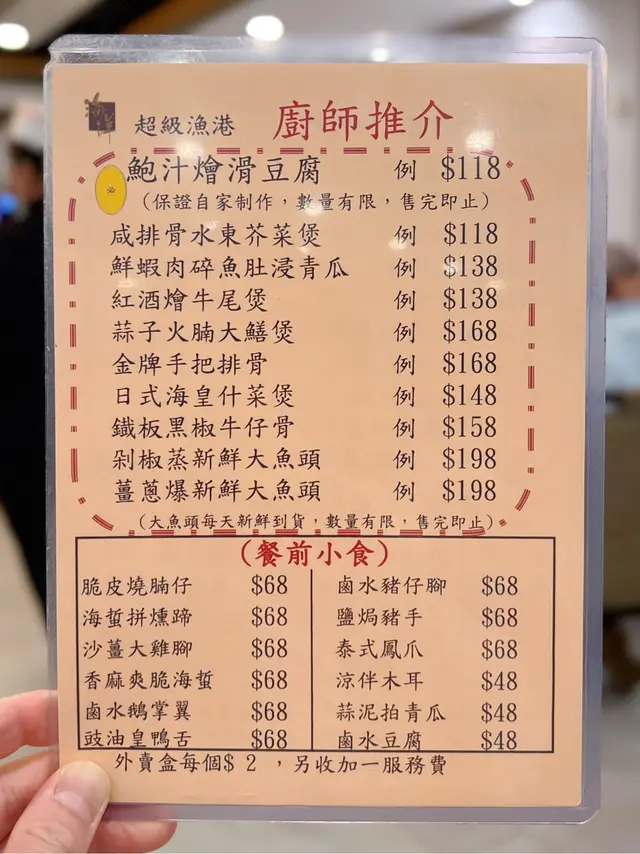 超級漁港 廚師推介
鮑汁燴滑豆腐 例 $118
（保證自家制作，數量有限，售完即止）
咸排骨水東芥菜煲 例 $118
鮮蝦肉碎魚肚浸青瓜 例 $138
紅酒燴牛尾煲 例 $138
蒜子火腩大鱔煲 例 $168
金牌手把排骨 例 $168
日式海皇什菜煲 例 $148
鐵板黑椒牛仔骨 例 $158
剁椒蒸新鮮大魚頭 例 $198
薑蔥爆新鮮大魚頭 例 $198
（大魚頭每天新鮮到貨，數量有限，售完即止）
（餐前小食）
脆皮燒腩仔 $68 鹵水豬仔腳 $68
海蜇拼燻蹄 $68 鹽焗豬手 $68
沙薑大雞腳 $68 泰式鳳爪 $68
香麻爽脆海蜇 $68 涼伴木耳 $48
鹵水鵝掌翼 $68 蒜泥拍青瓜 $48
豉油皇鴨舌 $68 鹵水豆腐 $48
外賣盒每個$ 2 ，另收加一服務費